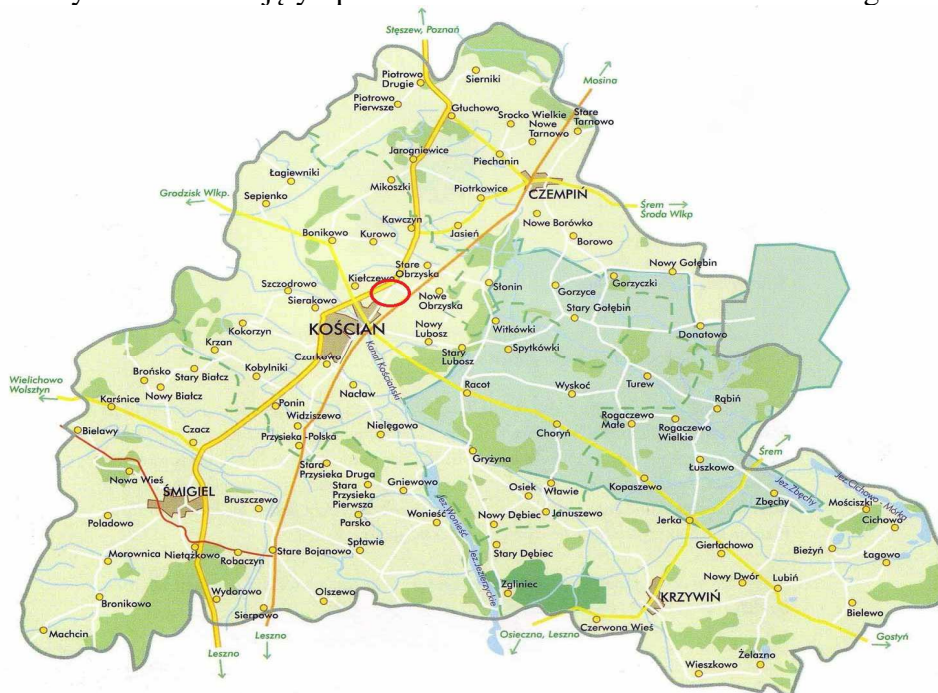 Stęszew, Poznań
Piotrowo
Drugie
Sierniki
Mosina
Piotrowo
Pierwsze
Głuchowo
Srocko Wielkie
Nowe
Tarnowo
Stare
Tarnowo
Jarogniewice
Piechanin
Łagiewniki
Mikoszki
Piotrkowice
CZEMPIŃ
Grodzisk Wlkp.
Sepienko
Śrem
Środa Wlkp
Kawczyn
Nowe Borówko
Bonikowo
Kurowo
Jasień
Borowo
Stare
Obrzyska
Nowy Gołębin
Szczodrowo
Kiełczewo
Słonin
Gorzyce
Gorzyczki
Sierakowo
Nowe
Obrzyska
Stary Gołębin
KOŚCIAN
Kokorzyn
Nowy
Lubosz
Witkówki
Donatowo
Krzan
Kanał Kościański
Stary
Lubosz
Spytkówki
Czarkowo
Wielichowo
Wolsztyn
Brońsko
Stary Białcz
Kobylniki
Nowy Białcz
Nacław
Racot
Wyskoć
Turew
Karśnice
Ponin
Rąbiń
Widziszewo
Rogaczewo
Małe
Rogaczewo
Wielkie
Bielawy
Czacz
Przysieka -Polska
Nielęgowo
Choryń
Gryżyna
Łuszkowo
Śrem
Nowa Wieś
Stara
Przysieka Druga
Stara
Przysieka
Pierwsza
Gniewowo
Osiek
Wławie
Kopaszewo
Zbęchy
Jez.Zbęchy
Jez.Cichowo - Mórka
Mościszki
ŚMIGIEL
Bruszczewo
Jez.Wonieść
Poladowo
Parsko
Wonieść
Nowy Dębiec
Januszewo
Jerka
Cichowo
Morownica
Nietążkowo
Robaczyn
Stare Bojanowo
Spławie
Stary Dębiec
Gierłachowo
Bieżyń
Łagowo
Jez.Jezierzyckie
Zgliniec
Nowy Dwór
Lubiń
Bronikowo
Wydorowo
Olszewo
KRZYWIŃ
Bielewo
Sierpowo
Machcin
Leszno
Leszno
Osieczna, Leszno
Czerwona Wieś
Gostyń
Wieszkowo
Żelazno